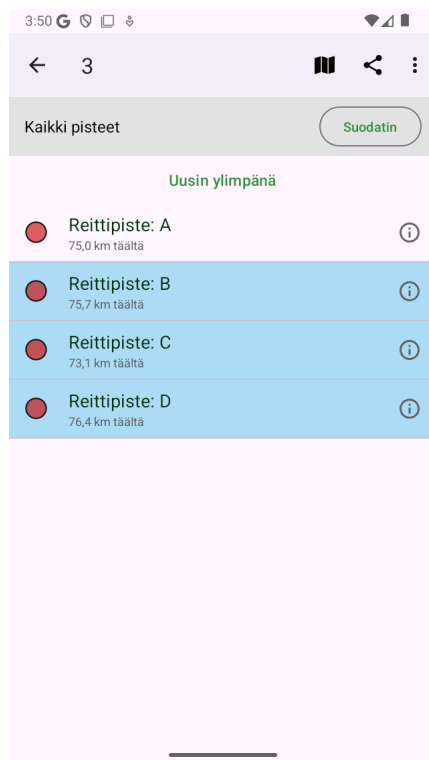 3:50
3
Kaikki pisteet
Suodatin
Uusin ylimpänä
Reittipiste: A
75,0 km täältä
Reittipiste: B
75,7 km täältä
Reittipiste: C
73,1 km täältä
Reittipiste: D
76,4 km täältä